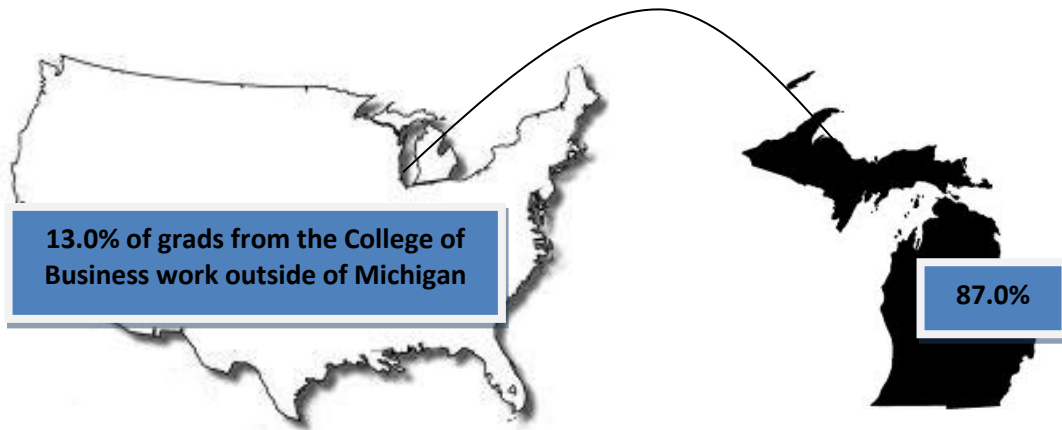 13.0% of grads from the College of
Business work outside of Michigan
87.0%